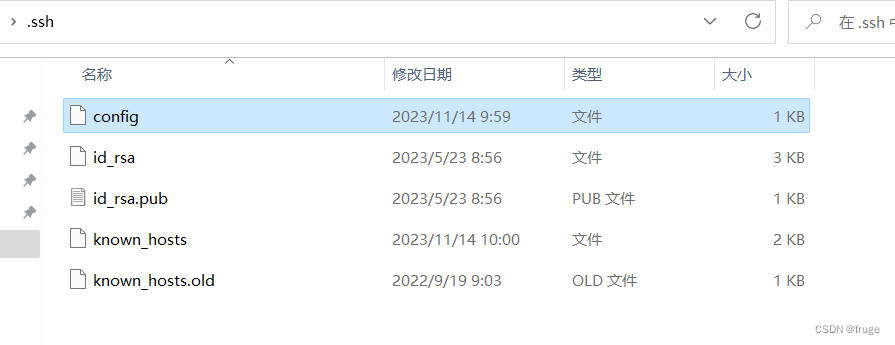 .ssh 在 .ssh
名称 修改日期 类型 大小
config 2023/11/14 9:59 文件 1 KB
id_rsa 2023/5/23 8:56 文件 3 KB
id_rsa.pub 2023/5/23 8:56 PUB 文件 1 KB
known_hosts 2023/11/14 10:00 文件 2 KB
known_hosts.old 2022/9/19 9:03 OLD 文件 1 KB
CSDN @fruge